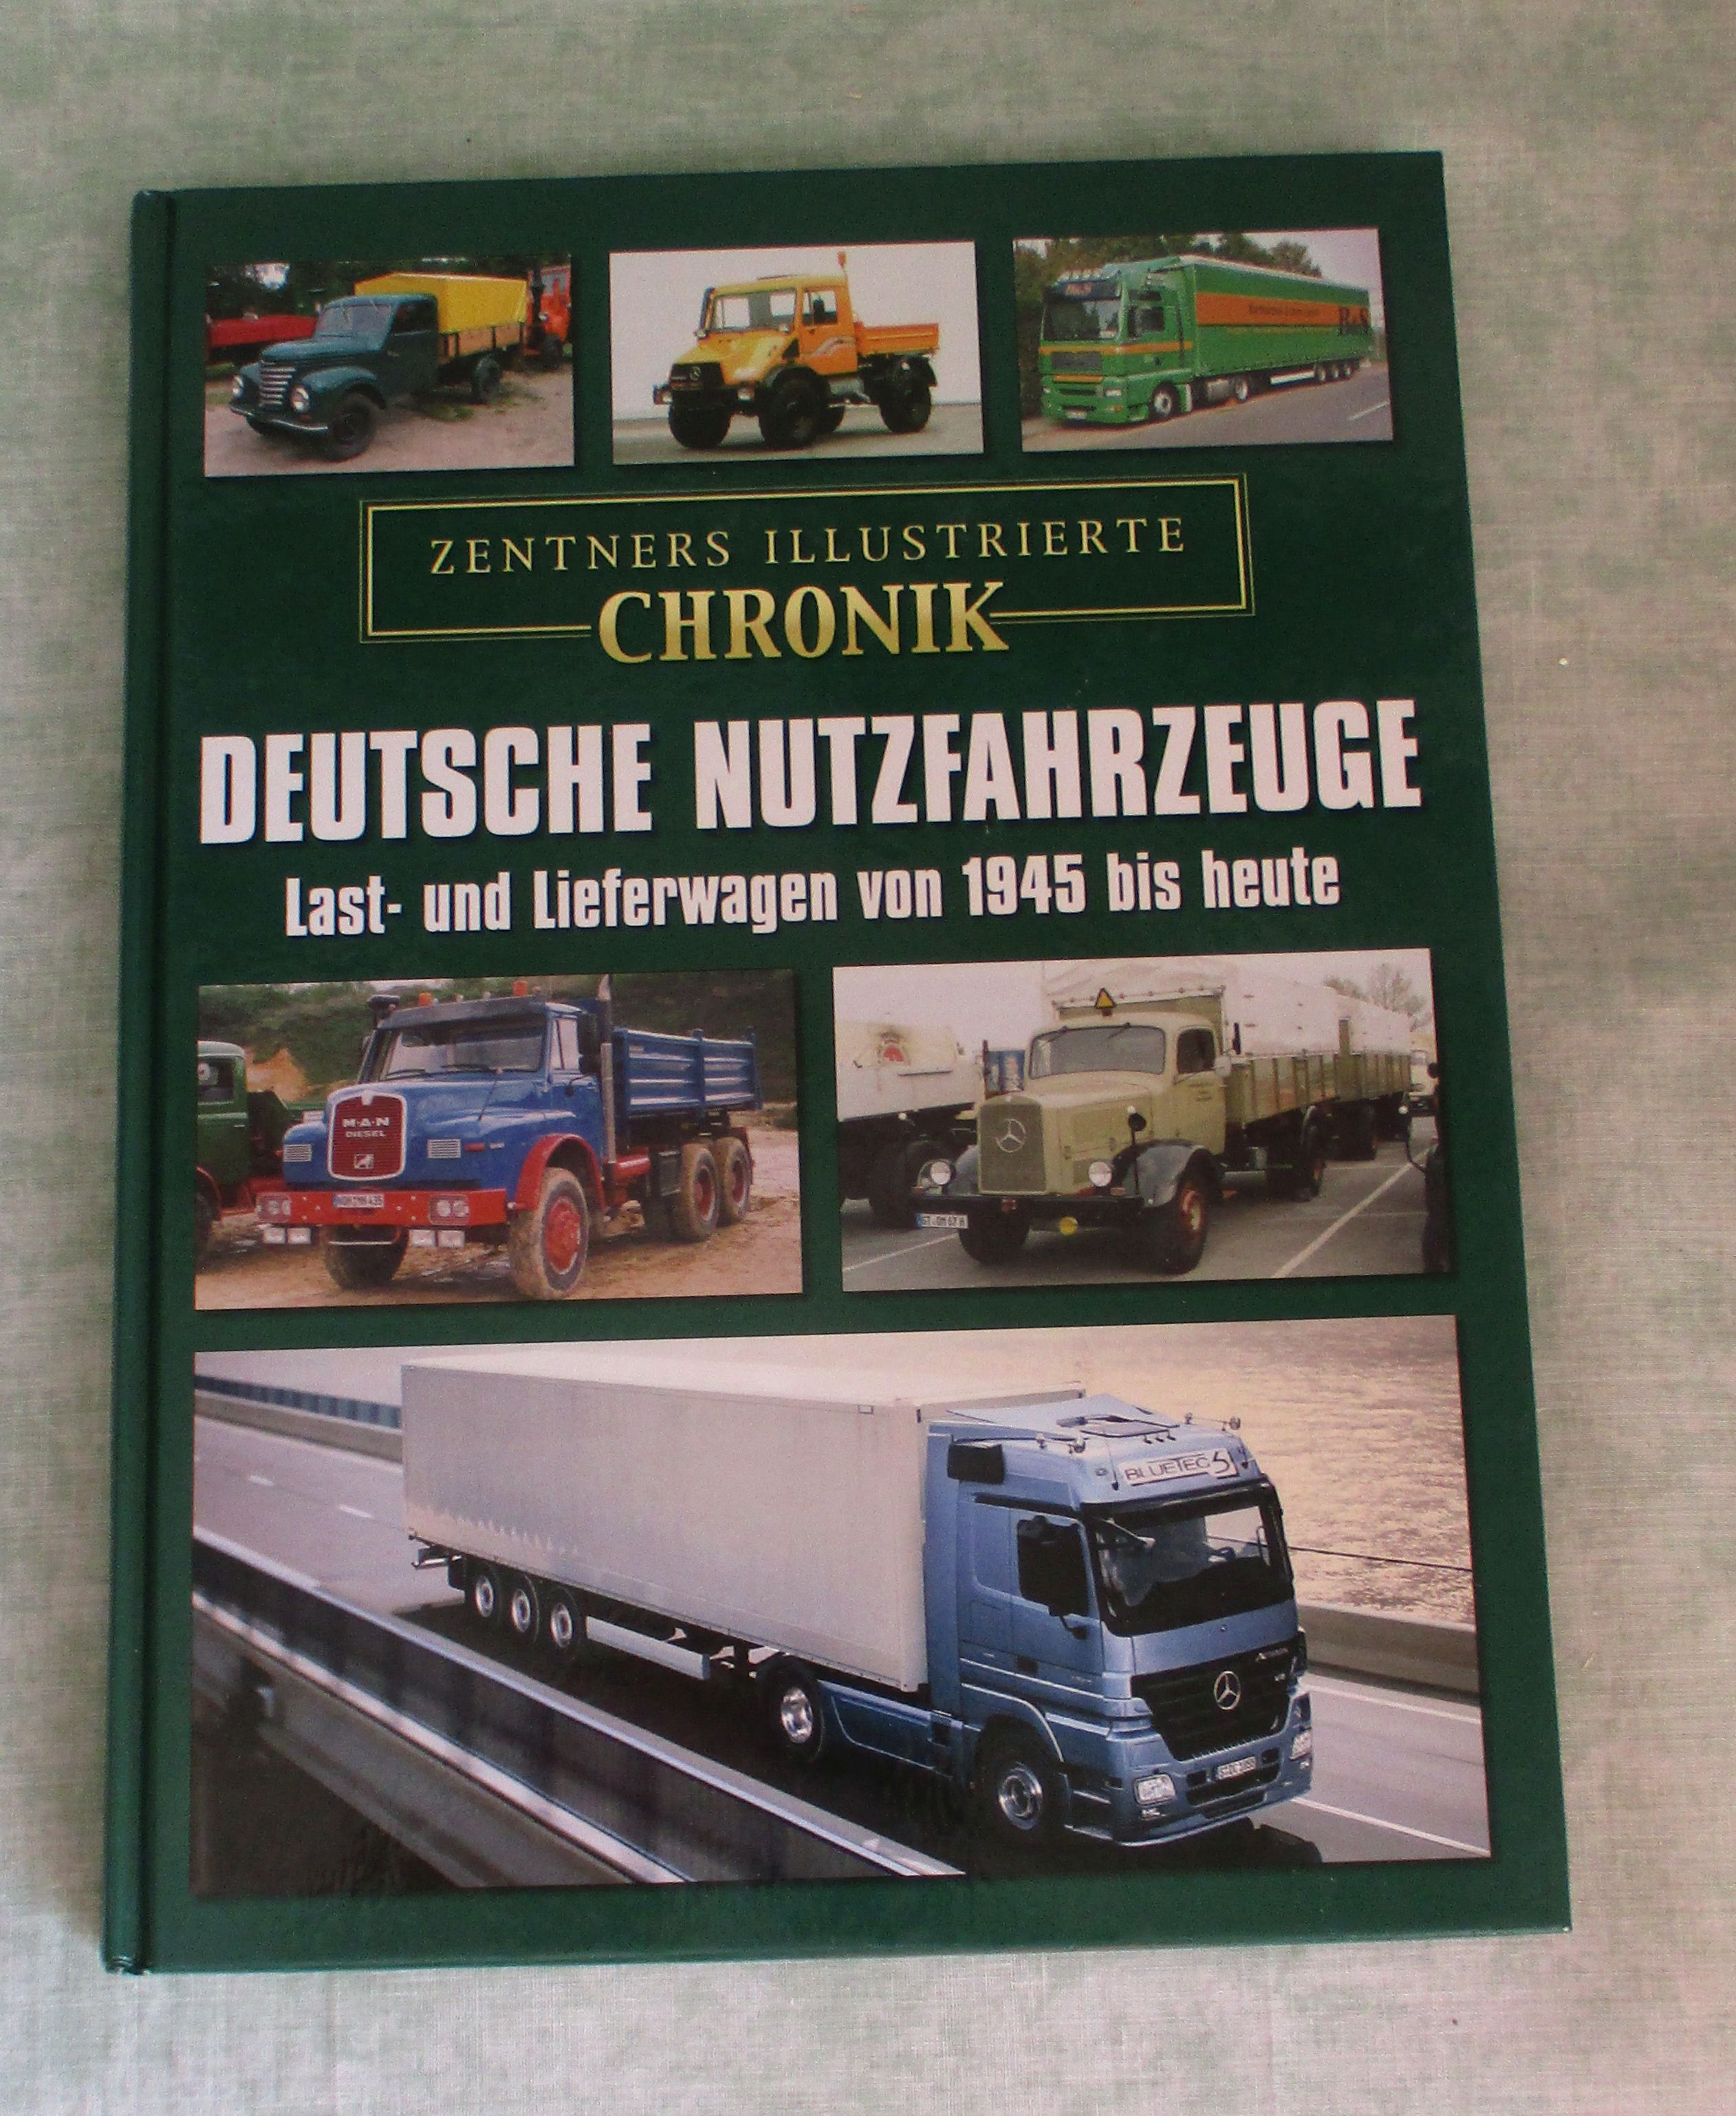 B&S
ZENTNERS ILLUSTRIERTE
CHRONIK
DEUTSCHE NUTZFAHRZEUGE
Last- und Lieferwagen von 1945 bis heute
M·A·N
DIESEL
BLUETEC 5